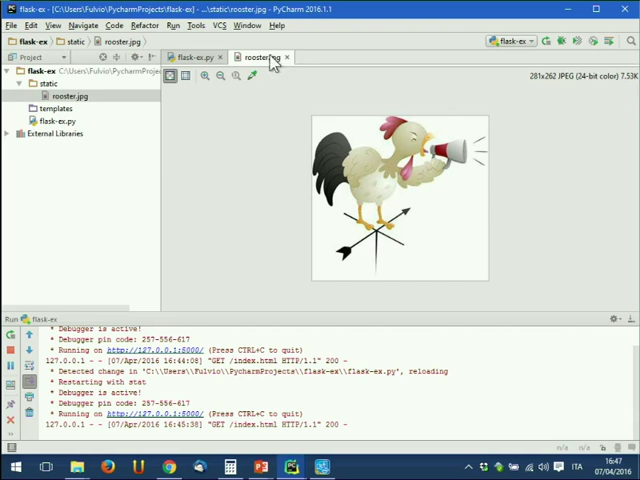 flask-ex - [C:\Users\Fulvio\PycharmProjects\flask-ex] - ...\static\rooster.jpg - PyCharm 2016.1.1
File Edit View Navigate Code Refactor Run Tools VCS Window Help
flask-ex static rooster.jpg flask-ex
Project flask-ex.py rooster.jpg
flask-ex C:\Users\Fulvio\PycharmProjec
281x262 JPEG (24-bit color) 7.53K
static
rooster.jpg
templates
flask-ex.py
External Libraries
Run flask-ex
* Debugger is active!
* Debugger pin code: 257-556-617
* Running on http://127.0.0.1:5000/ (Press CTRL+C to quit)
127.0.0.1 - - [07/Apr/2016 16:44:08] "GET /index.html HTTP/1.1" 200 -
* Detected change in 'C:\\Users\\Fulvio\\PycharmProjects\\flask-ex\\flask-ex.py', reloading
* Restarting with stat
* Debugger is active!
* Debugger pin code: 257-556-617
* Running on http://127.0.0.1:5000/ (Press CTRL+C to quit)
127.0.0.1 - - [07/Apr/2016 16:45:38] "GET /index.html HTTP/1.1" 200 -
n/a n/a
ITA
16:47
07/04/2016